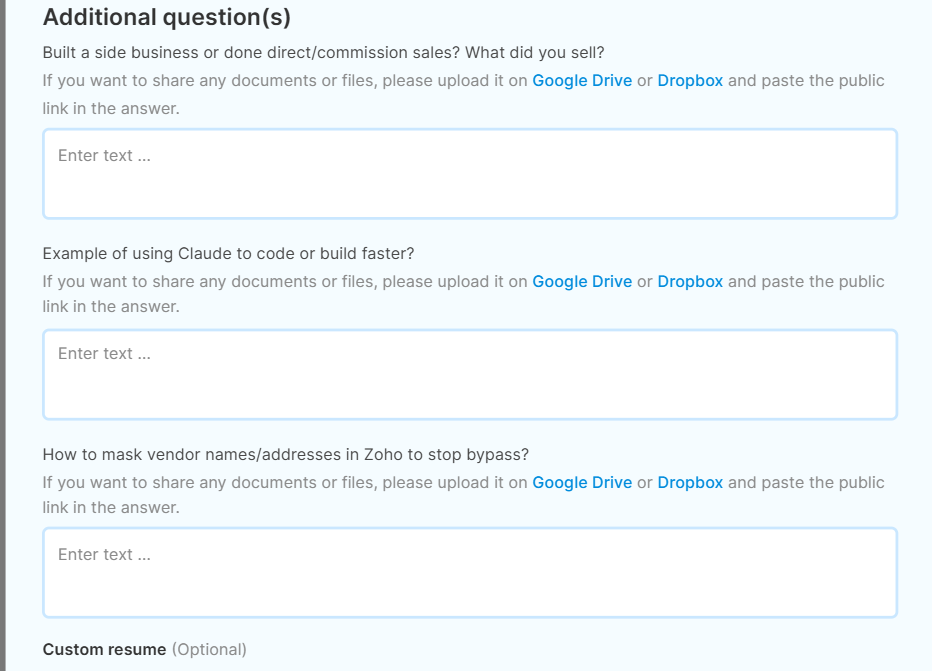 Additional question(s)
Built a side business or done direct/commission sales? What did you sell?
If you want to share any documents or files, please upload it on Google Drive or Dropbox and paste the public
link in the answer.
Enter text ...
Example of using Claude to code or build faster?
If you want to share any documents or files, please upload it on Google Drive or Dropbox and paste the public
link in the answer.
Enter text ...
How to mask vendor names/addresses in Zoho to stop bypass?
If you want to share any documents or files, please upload it on Google Drive or Dropbox and paste the public
link in the answer.
Enter text ...
Custom resume (Optional)